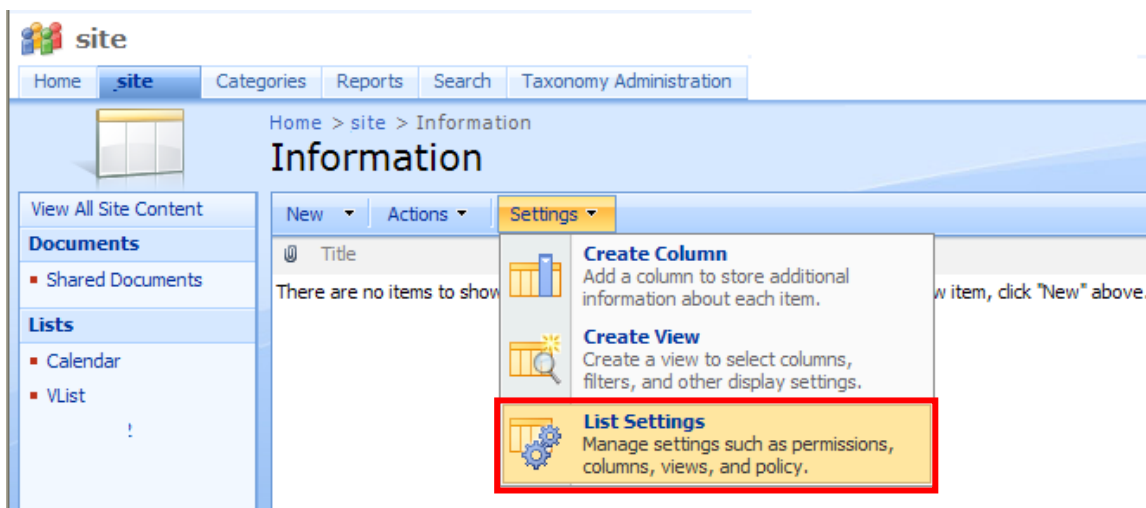 site
Home _site Categories Reports Search Taxonomy Administration
Home > site > Information
Information
View All Site Content
Documents
Shared Documents
Lists
Calendar
VList
New Actions Settings
Title
There are no items to show
w item, click "New" above.
Create Column
Add a column to store additional
information about each item.
Create View
Create a view to select columns,
filters, and other display settings.
List Settings
Manage settings such as permissions,
columns, views, and policy.